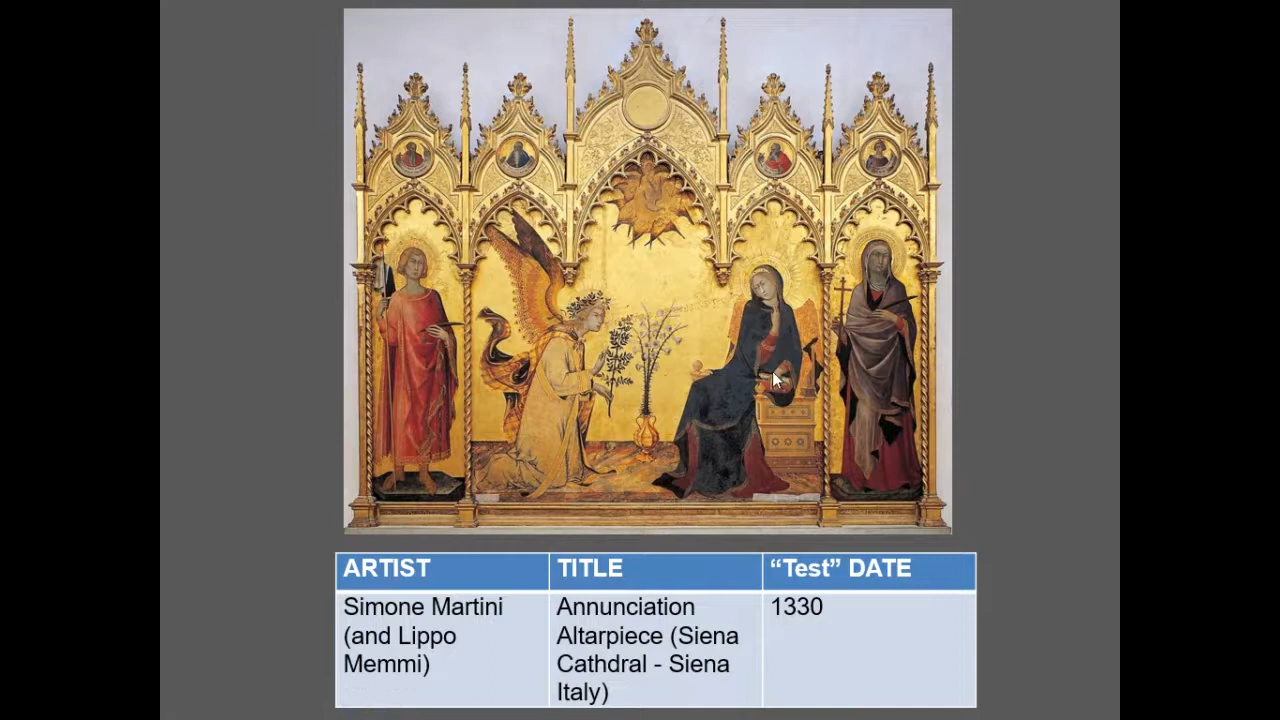 ARTIST TITLE “Test” DATE
Simone Martini
(and Lippo
Memmi)
Annunciation
Altarpiece (Siena
Cathdral - Siena
Italy)
1330